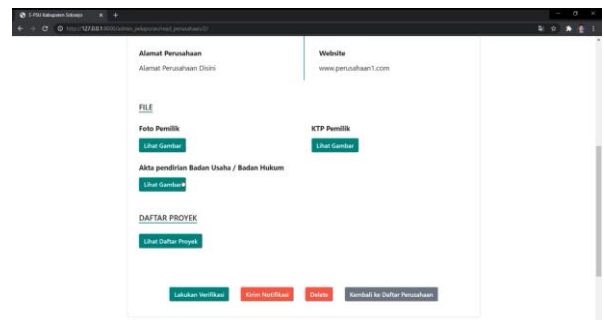 E-PSU Kabupaten Sidoarjo
Alamat Perusahaan
Website
Alamat Perusahaan Disini
www.perusahaan1.com
FILE
Foto Pemilik
KTP Pemilik
Lihat Gambar
Lihat Gambar
Akta pendirian Badan Usaha / Badan Hukum
Lihat Gambar
DAFTAR PROYEK
Lihat Daftar Proyek
Lakukan Verifikasi
Kirim Notifikasi
Delete
Kembali ke Daftar Perusahaan